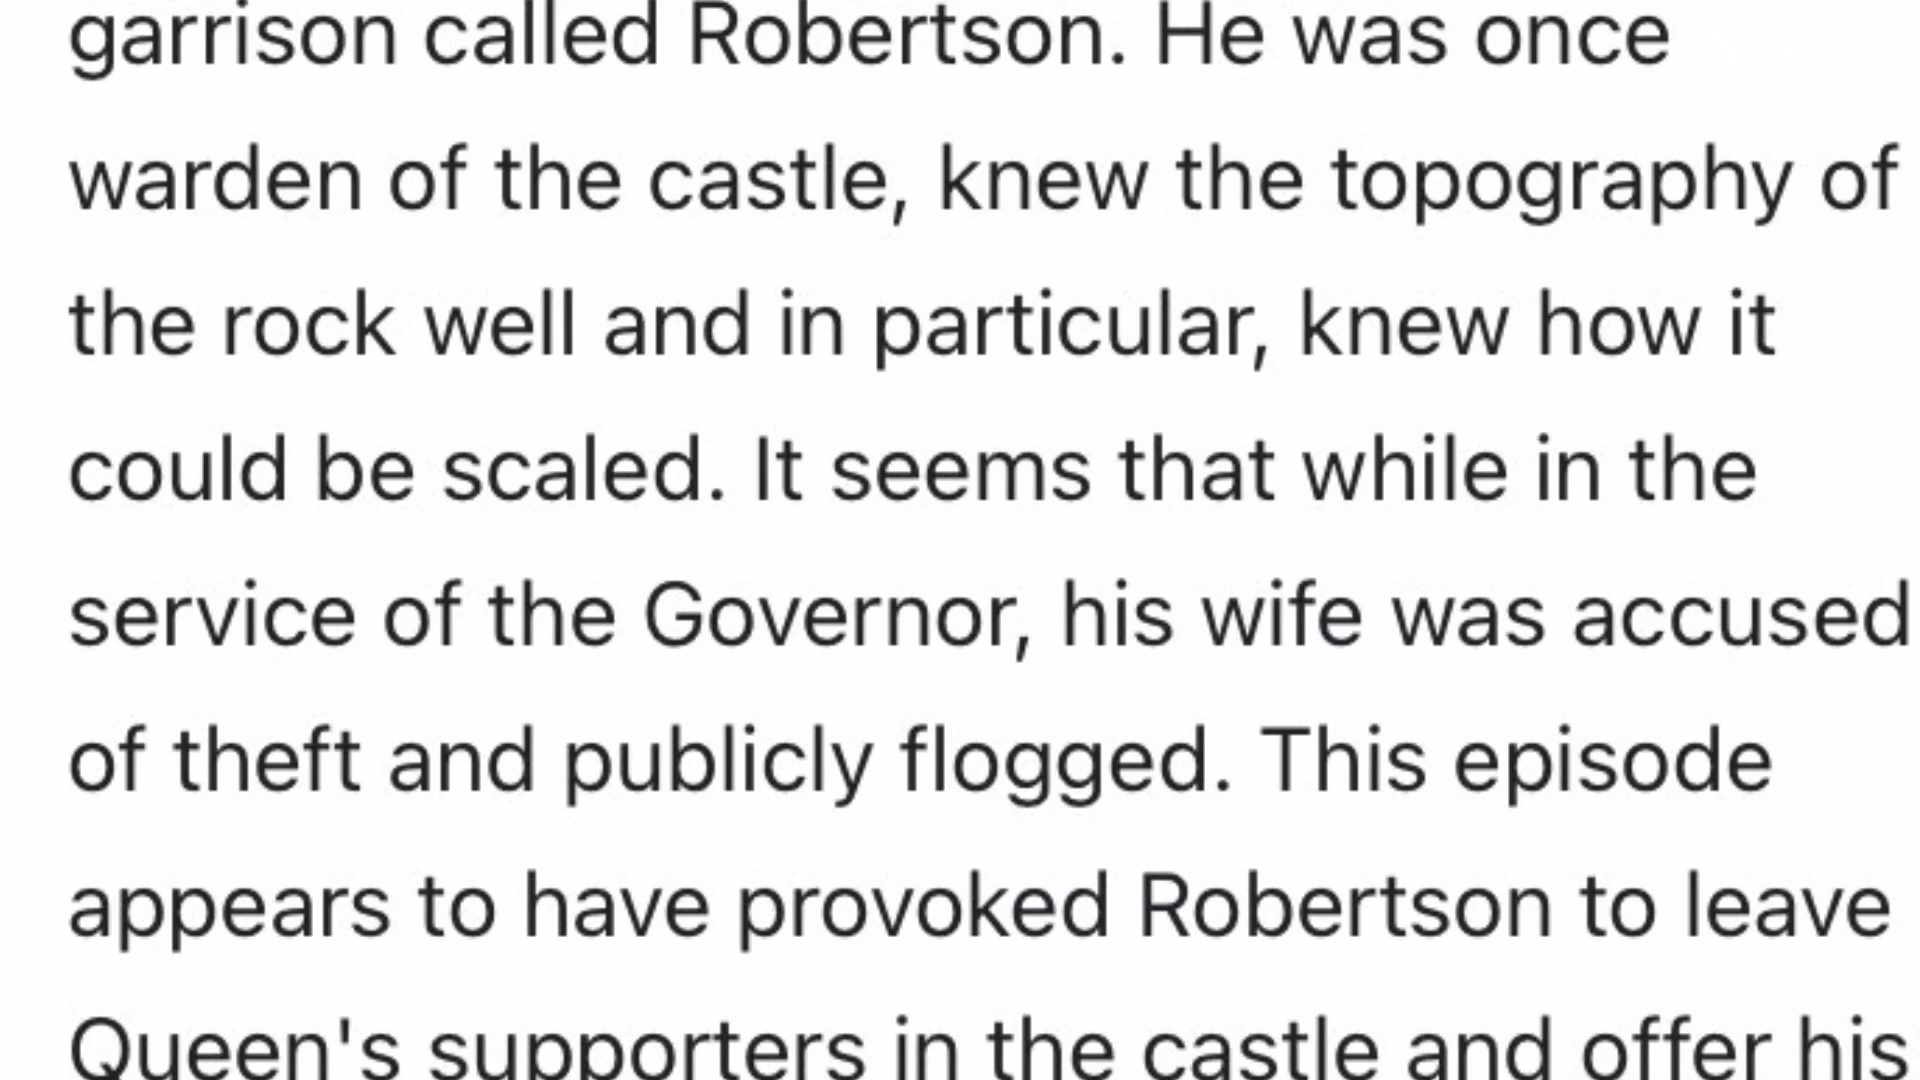 garrison called Robertson. He was once
warden of the castle, knew the topography of
the rock well and in particular, knew how it
could be scaled. It seems that while in the
service of the Governor, his wife was accused
of theft and publicly flogged. This episode
appears to have provoked Robertson to leave
Queen's supporters in the castle and offer his